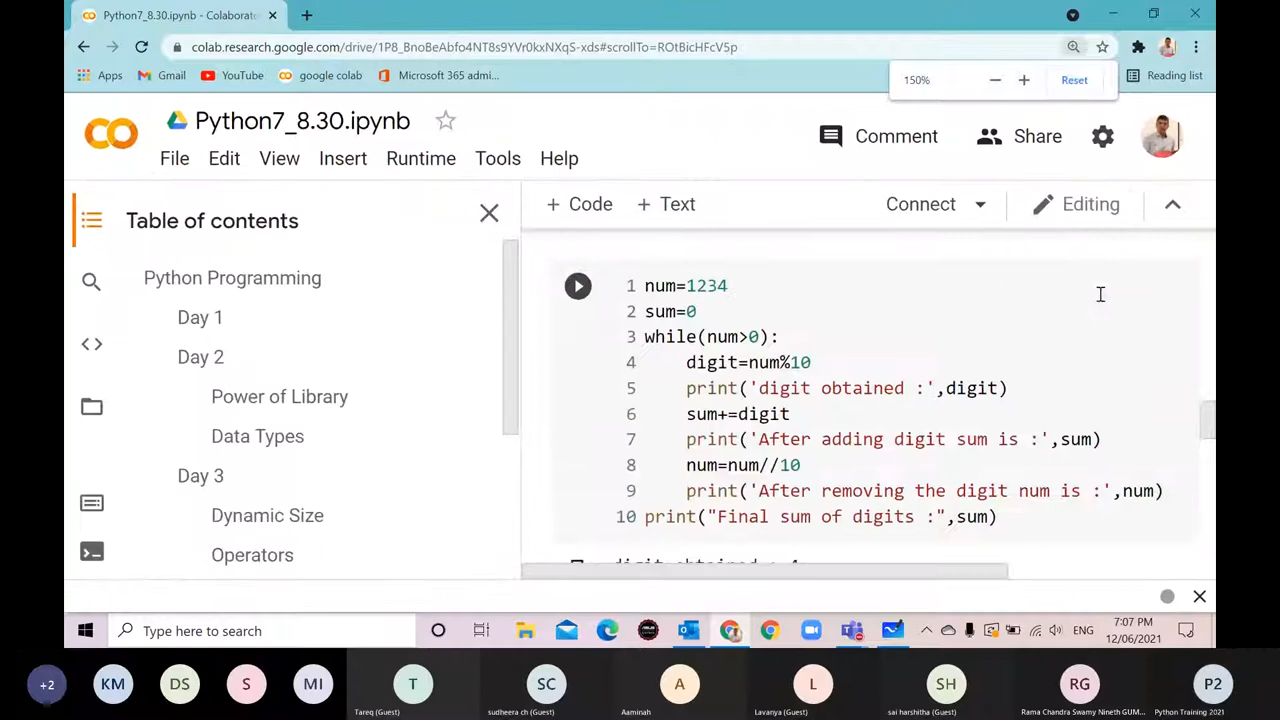 Python7_8.30.ipynb - Colaborato
colab.research.google.com/drive/1P8_BnoBeAbfo4NT8s9YVr0kxNXqS-xds#scrollTo=ROtBicHFcV5p
Apps Gmail YouTube google colab Microsoft 365 admi...
150% Reset
Reading list
CO Python7_8.30.ipynb
File Edit View Insert Runtime Tools Help
Comment Share
Table of contents
+ Code + Text Connect Editing
Python Programming
Day 1
Day 2
Power of Library
Data Types
Day 3
Dynamic Size
Operators
1 num=1234
2 sum=0
3 while(num>0):
4 digit=num%10
5 print('digit obtained :',digit)
6 sum+=digit
7 print('After adding digit sum is :',sum)
8 num=num//10
9 print('After removing the digit num is :',num)
10 print("Final sum of digits :",sum)
digit obtained : 4
Type here to search
ENG
7:07 PM
12/06/2021
+2 KM DS S MI T SC A L SH RG P2
Tareq (Guest) sudheera ch (Guest) Aaminah Lavanya (Guest) sai harshitha (Guest) Rama Chandra Swamy Nineth GUM... Python Training 2021